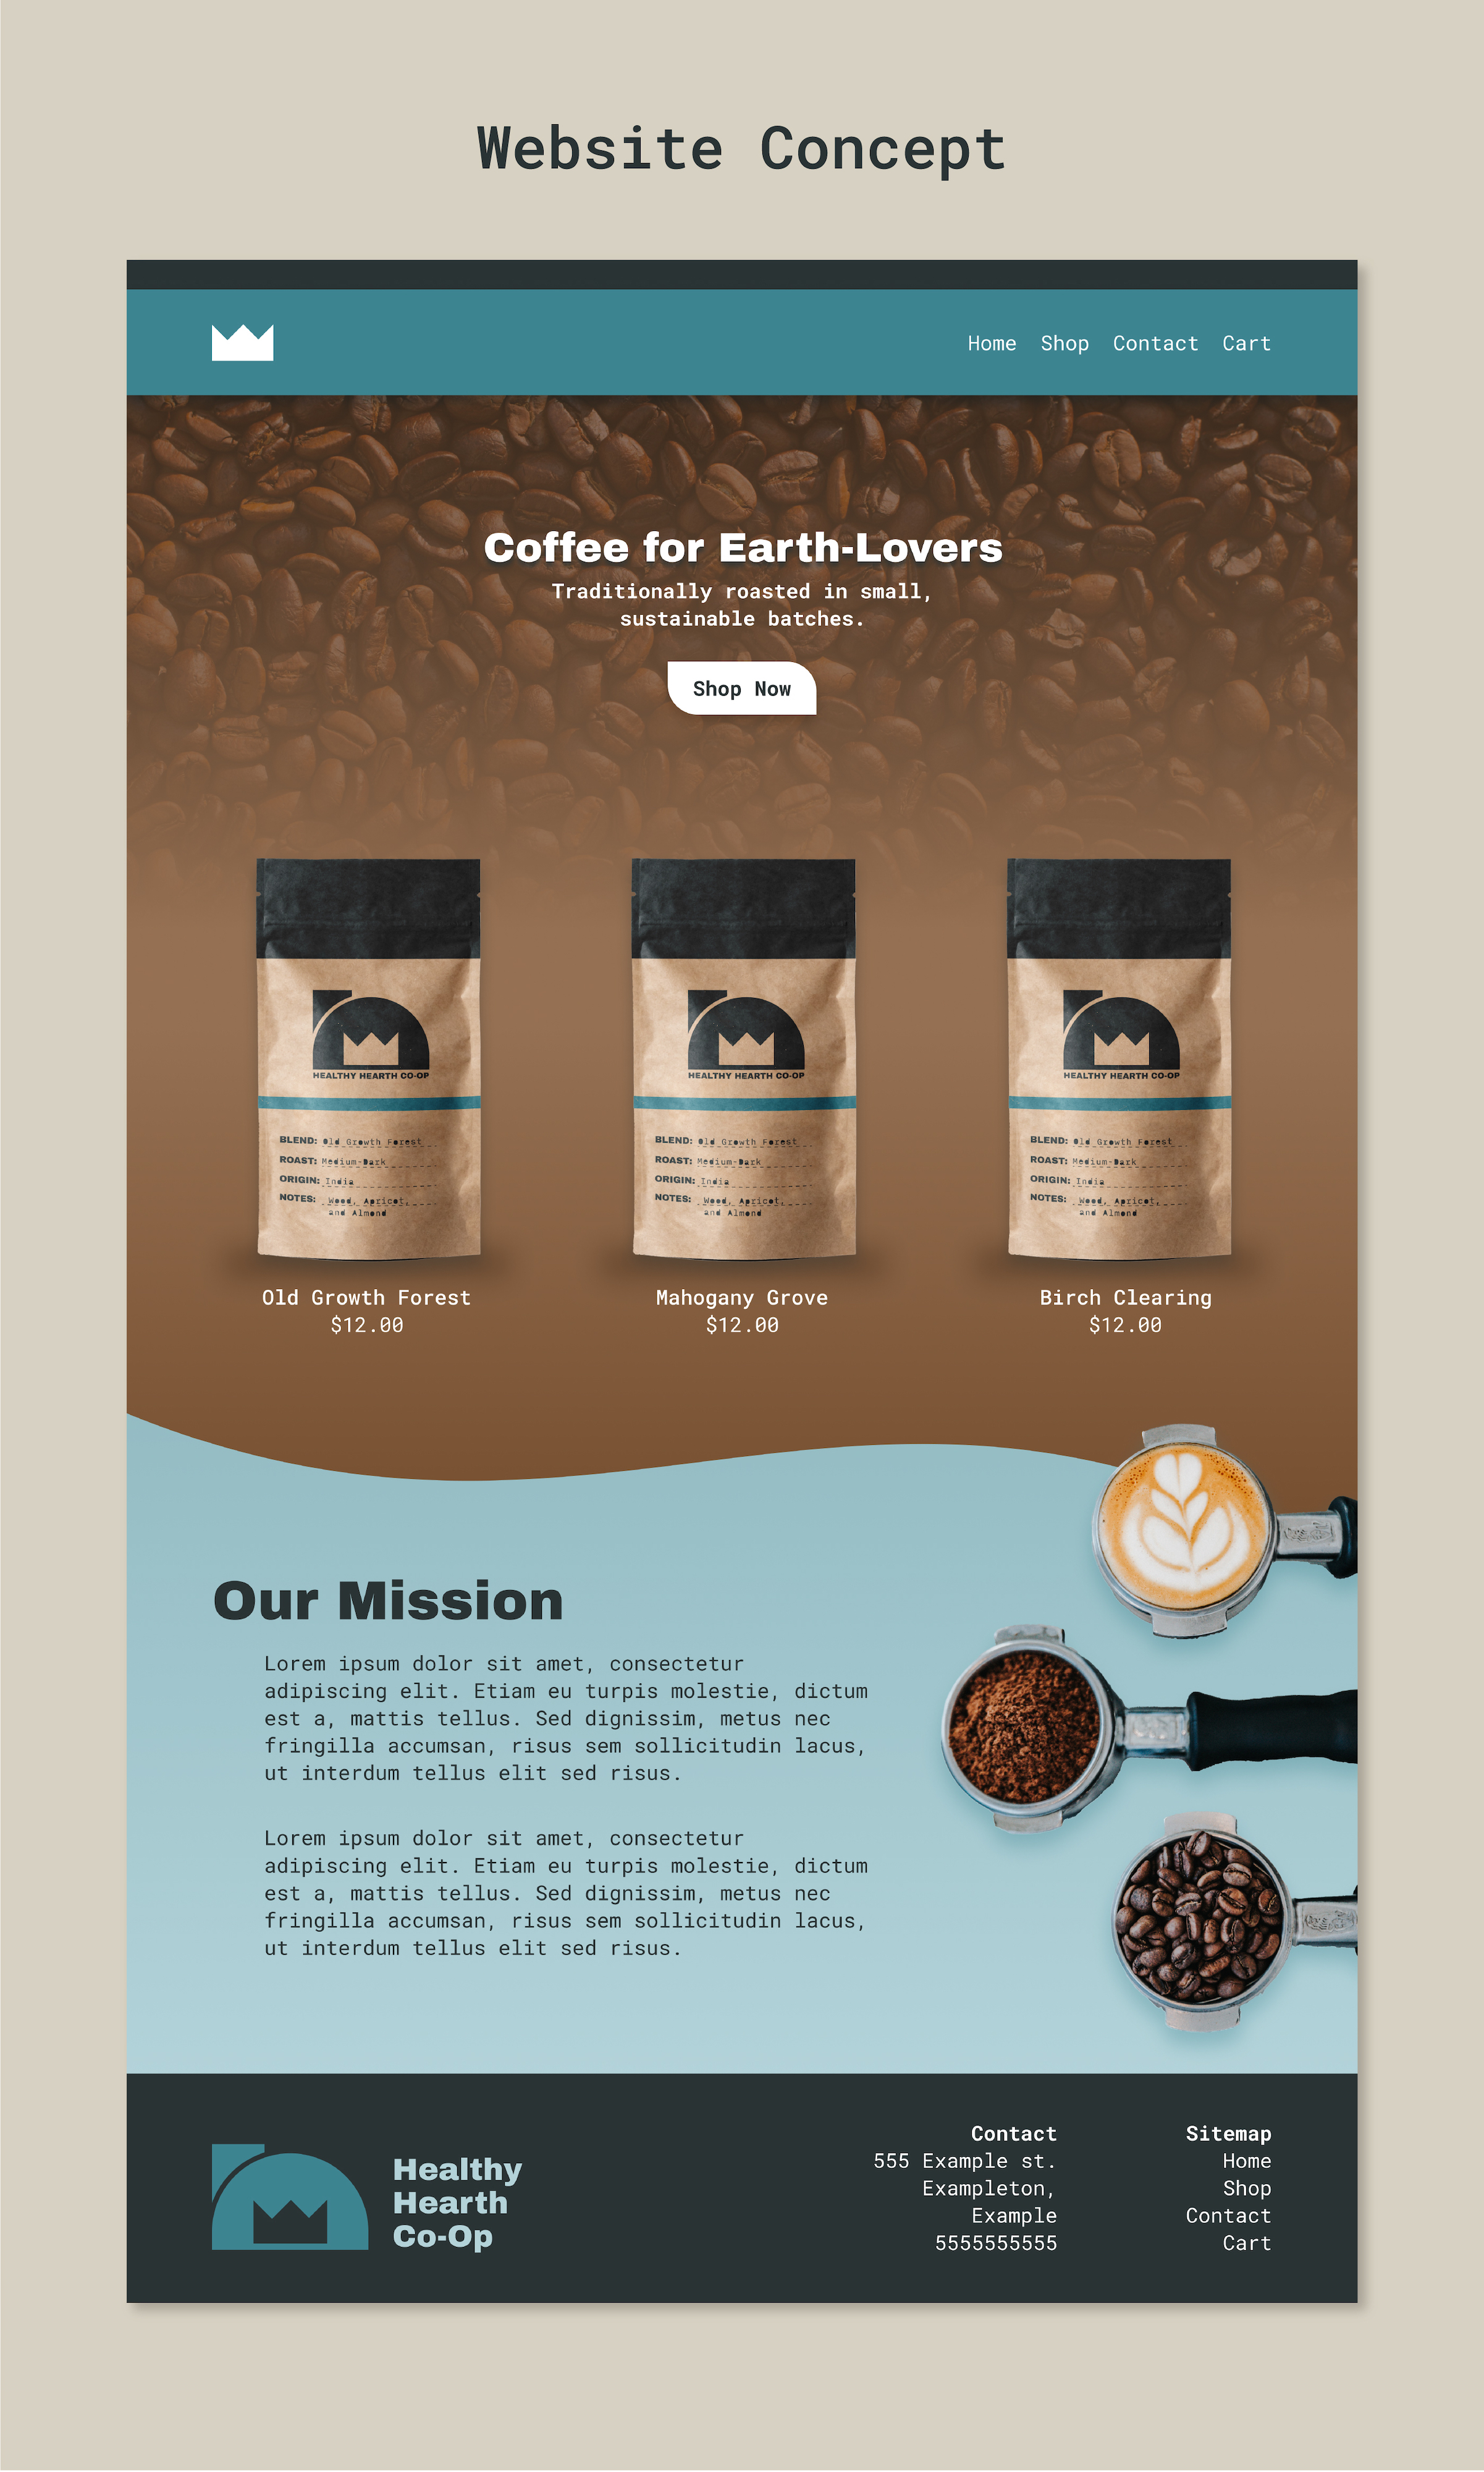 Website Concept
Home Shop Contact Cart
Coffee for Earth-Lovers
Traditionally roasted in small,
sustainable batches.
Shop Now
HEALTHY HEARTH CO-OP
BLEND: Old Growth Forest
ROAST: Medium-Dark
ORIGIN: India
NOTES: Wood, Apricot,
and Almond
HEALTHY HEARTH CO-OP
BLEND: Old Growth Forest
ROAST: Medium-Dark
ORIGIN: India
NOTES: Wood, Apricot,
and Almond
HEALTHY HEARTH CO-OP
BLEND: Old Growth Forest
ROAST: Medium-Dark
ORIGIN: India
NOTES: Wood, Apricot,
and Almond
Old Growth Forest
$12.00
Mahogany Grove
$12.00
Birch Clearing
$12.00
Our Mission
Lorem ipsum dolor sit amet, consectetur
adipiscing elit. Etiam eu turpis molestie, dictum
est a, mattis tellus. Sed dignissim, metus nec
fringilla accumsan, risus sem sollicitudin lacus,
ut interdum tellus elit sed risus.
Lorem ipsum dolor sit amet, consectetur
adipiscing elit. Etiam eu turpis molestie, dictum
est a, mattis tellus. Sed dignissim, metus nec
fringilla accumsan, risus sem sollicitudin lacus,
ut interdum tellus elit sed risus.
Healthy
Hearth
Co-Op
Contact
555 Example st.
Exampleton,
Example
5555555555
Sitemap
Home
Shop
Contact
Cart